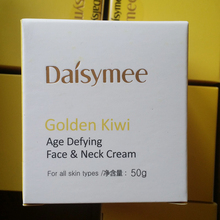 Daisymee
Golden Kiwi
Age Defying
Face & Neck Cream
For all skin types /净含量: 50g